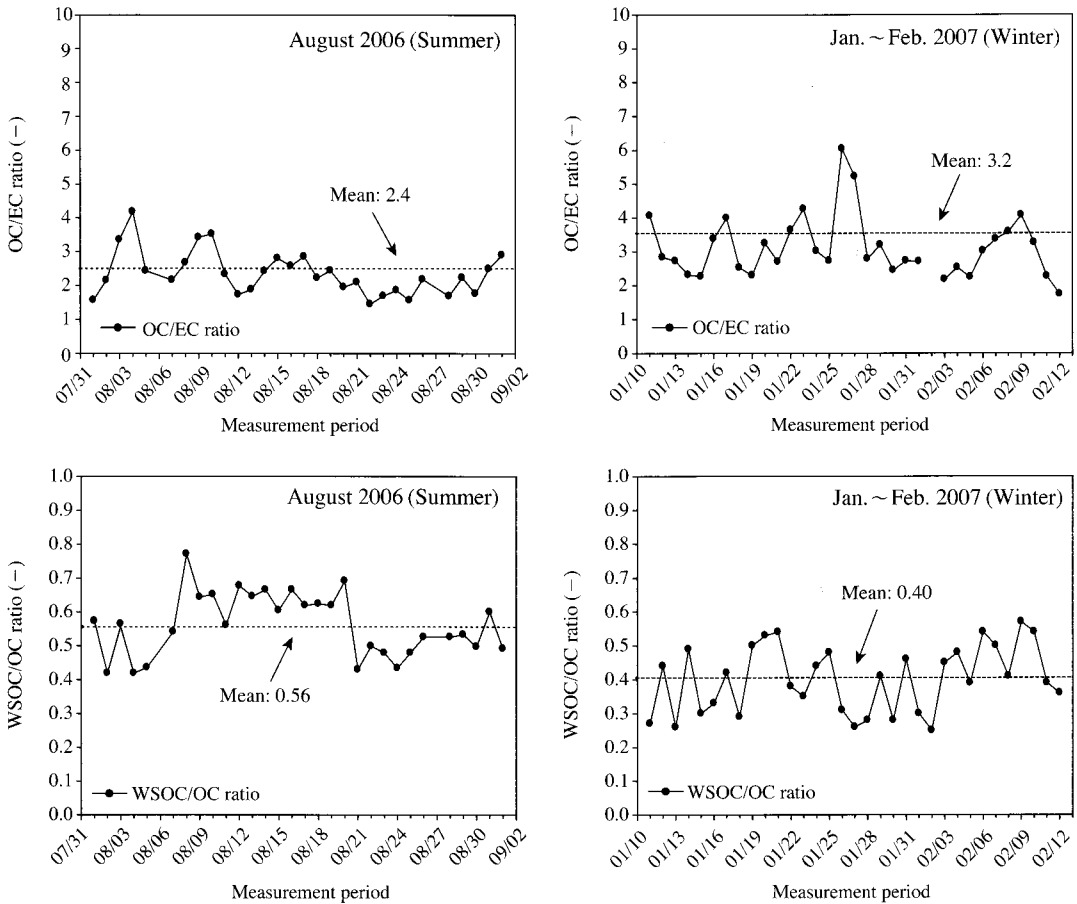 August 2006 (Summer)
OC/EC ratio (−)
10
9
8
7
6
5
4
3
2
1
0
Mean: 2.4
OC/EC ratio
07/31 08/03 08/06 08/09 08/12 08/15 08/18 08/21 08/24 08/27 08/30 09/02
Measurement period
Jan. ~ Feb. 2007 (Winter)
OC/EC ratio (−)
10
9
8
7
6
5
4
3
2
1
0
Mean: 3.2
OC/EC ratio
01/10 01/13 01/16 01/19 01/22 01/25 01/28 01/31 02/03 02/06 02/09 02/12
Measurement period
August 2006 (Summer)
WSOC/OC ratio (−)
1.0
0.9
0.8
0.7
0.6
0.5
0.4
0.3
0.2
0.1
0.0
Mean: 0.56
WSOC/OC ratio
07/31 08/03 08/06 08/09 08/12 08/15 08/18 08/21 08/24 08/27 08/30 09/02
Measurement period
Jan. ~ Feb. 2007 (Winter)
WSOC/OC ratio (−)
1.0
0.9
0.8
0.7
0.6
0.5
0.4
0.3
0.2
0.1
0.0
Mean: 0.40
WSOC/OC ratio
01/10 01/13 01/16 01/19 01/22 01/25 01/28 01/31 02/03 02/06 02/09 02/12
Measurement period